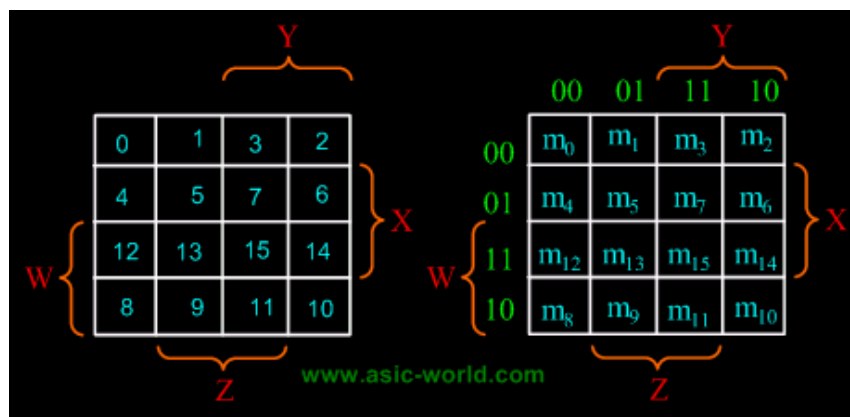 Y
0 1 3 2
4 5 7 6
12 13 15 14
8 9 11 10
X
W
Z
Y
00 01 11 10
00 m₀ m₁ m₃ m₂
01 m₄ m₅ m₇ m₆
11 m₁₂ m₁₃ m₁₅ m₁₄
10 m₈ m₉ m₁₁ m₁₀
X
W
Z
www.asic-world.com